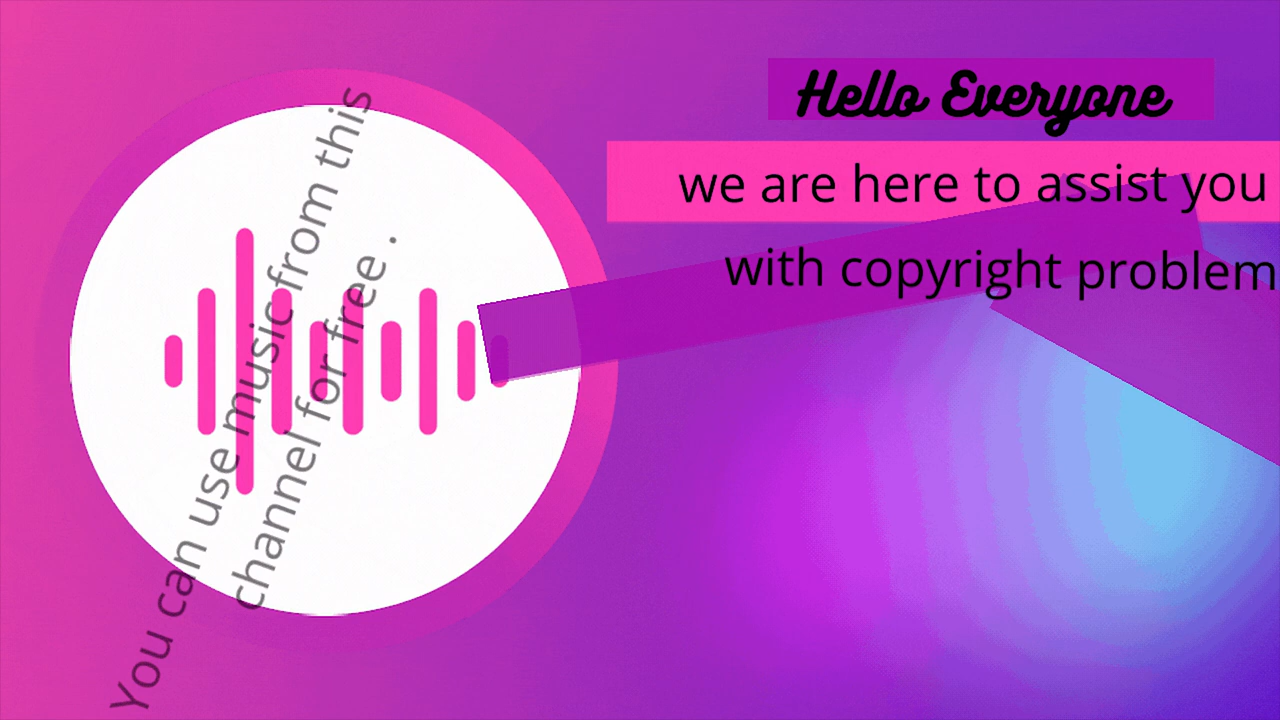 Hello Everyone
we are here to assist you
with copyright problem
You can use music from this
channel for free .